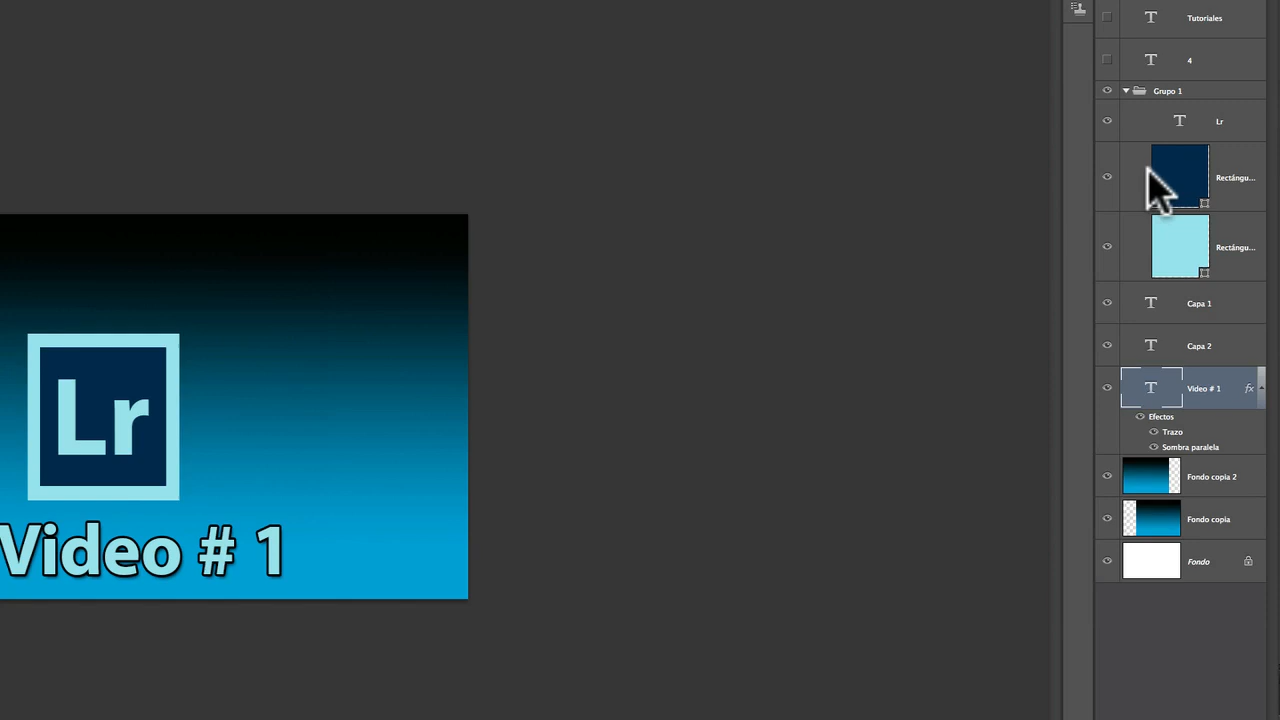 Tutoriales
4
Grupo 1
Lr
Rectángu...
Rectángu...
Capa 1
Capa 2
Video # 1 fx
Efectos
Trazo
Sombra paralela
Fondo copia 2
Fondo copia
Fondo
Lr
Video # 1